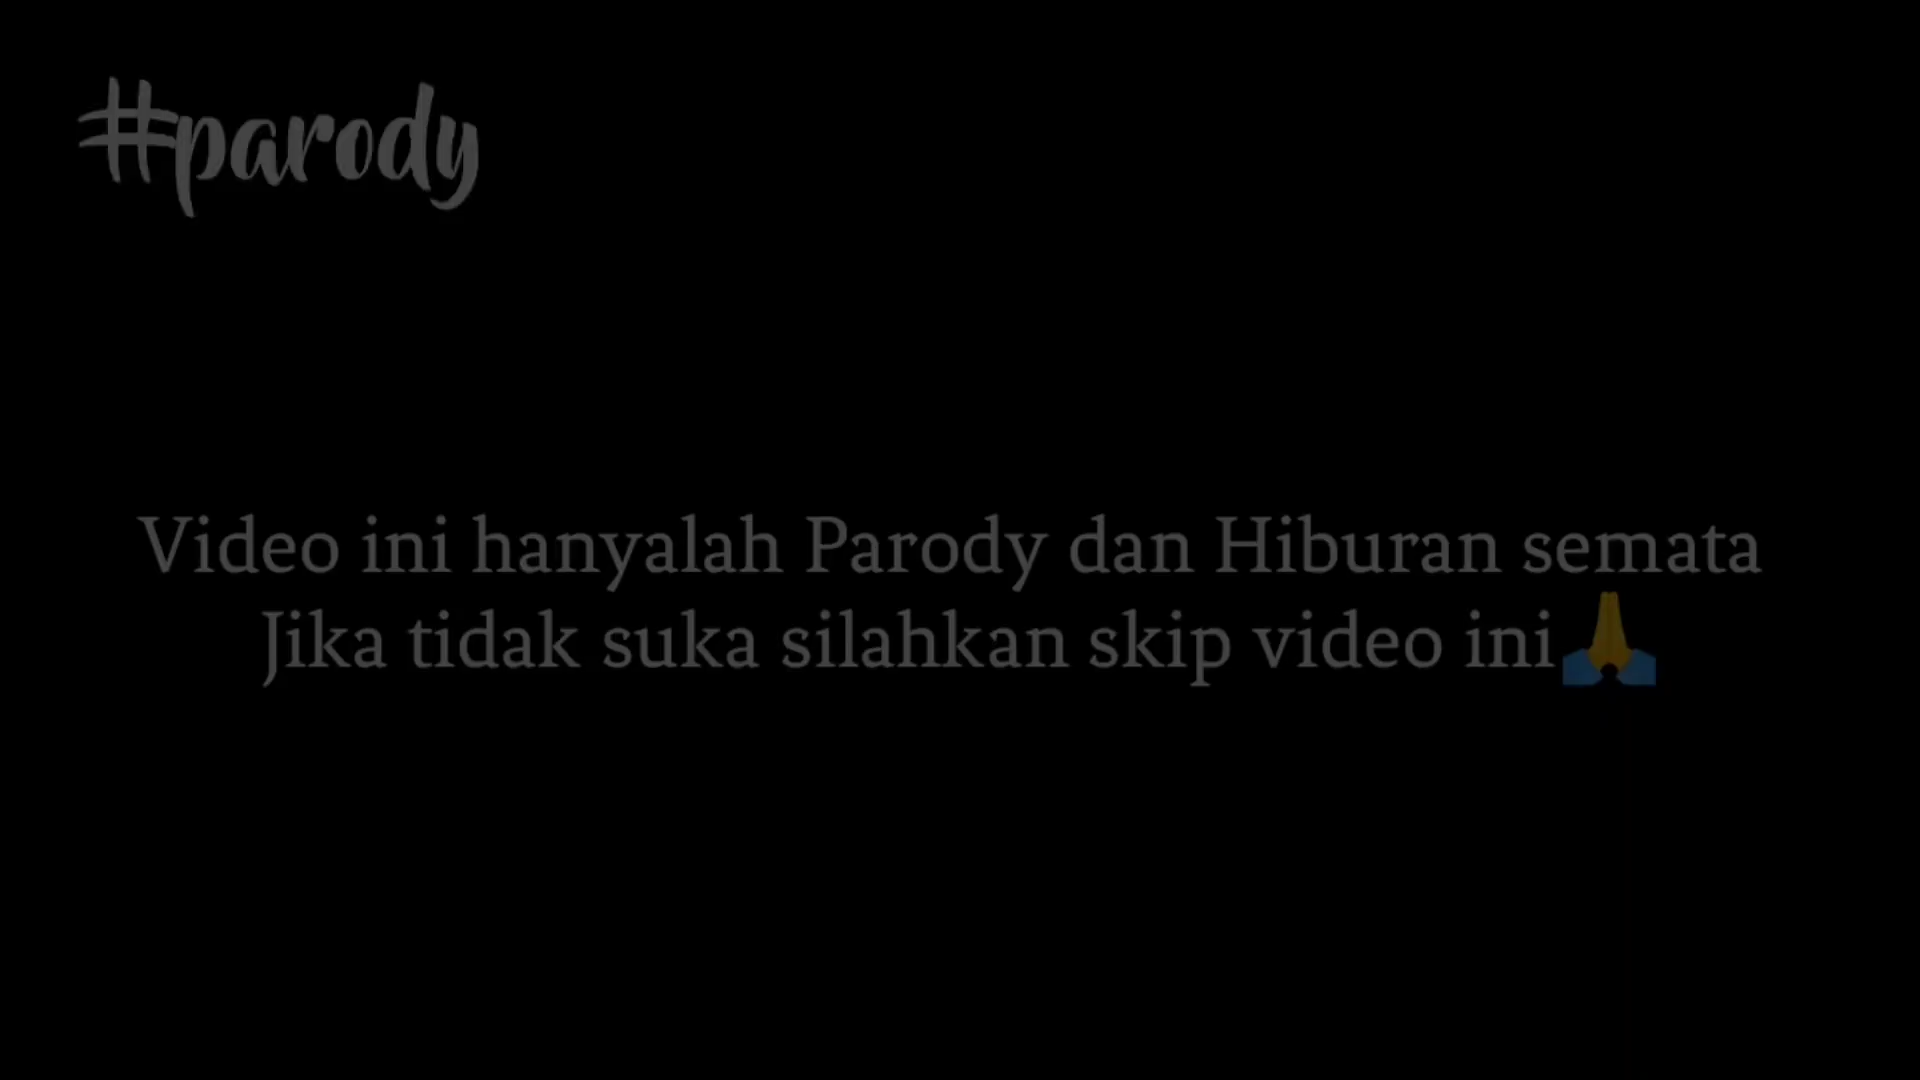 #parody
Video ini hanyalah Parody dan Hiburan semata
Jika tidak suka silahkan skip video ini🙏